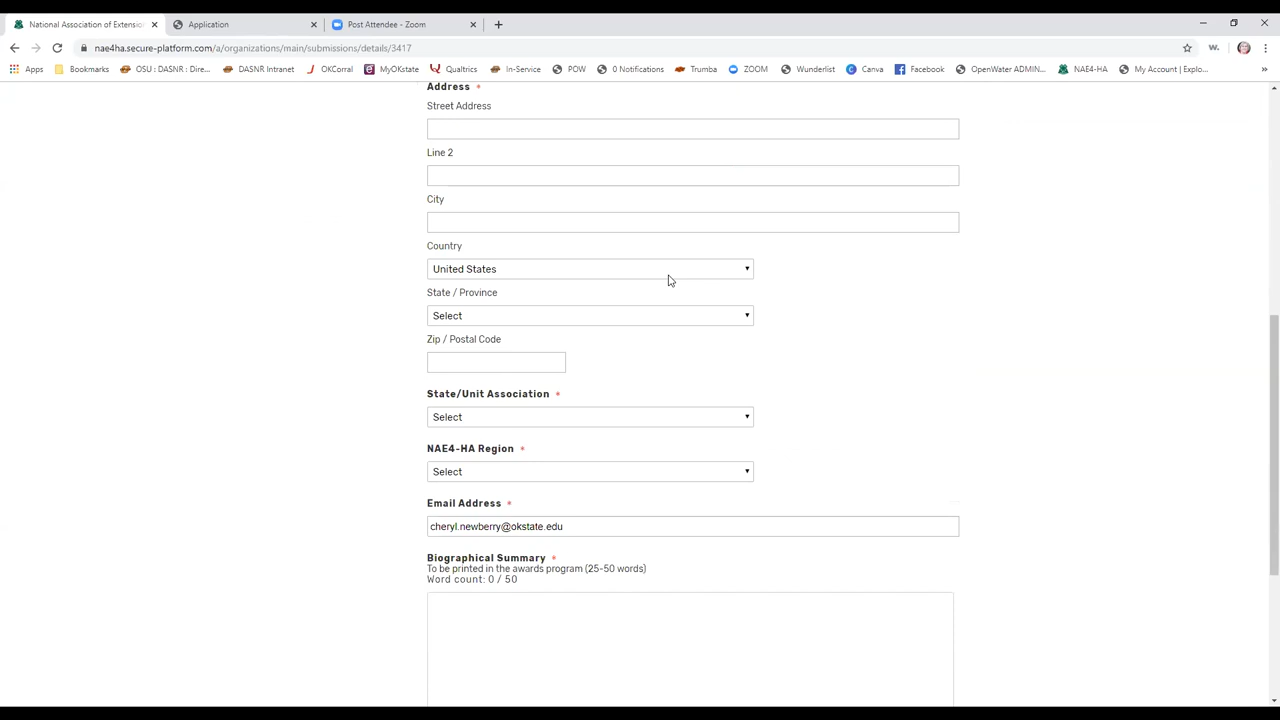 National Association of Extension
Application
Post Attendee - Zoom
nae4ha.secure-platform.com/a/organizations/main/submissions/details/3417
Apps
Bookmarks
OSU : DASNR : Dire...
DASNR Intranet
OKCorral
MyOKstate
Qualtrics
In-Service
POW
0 Notifications
Trumba
ZOOM
Wunderlist
Canva
Facebook
OpenWater ADMIN...
NAE4-HA
My Account | Explo...
Address *
Street Address
Line 2
City
Country
United States
State / Province
Select
Zip / Postal Code
State/Unit Association *
Select
NAE4-HA Region *
Select
Email Address *
cheryl.newberry@okstate.edu
Biographical Summary *
To be printed in the awards program (25-50 words)
Word count: 0 / 50